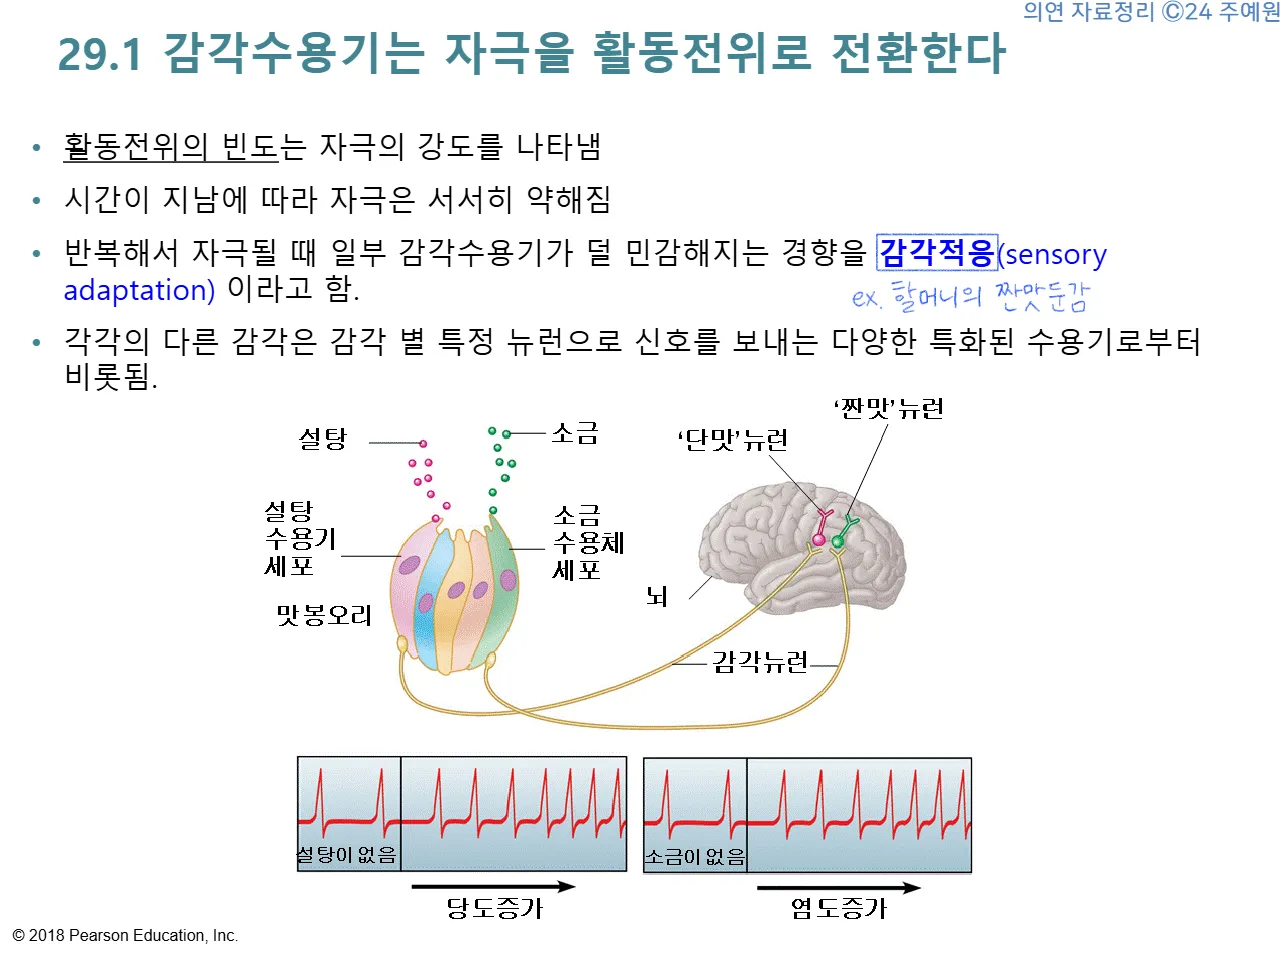 의연 자료정리 ⓒ24 주예원
29.1 감각수용기는 자극을 활동전위로 전환한다
• 활동전위의 빈도는 자극의 강도를 나타냄
• 시간이 지남에 따라 자극은 서서히 약해짐
• 반복해서 자극될 때 일부 감각수용기가 덜 민감해지는 경향을 감각적응(sensory
adaptation) 이라고 함.
ex. 할머니의 짠맛둔감
• 각각의 다른 감각은 감각 별 특정 뉴런으로 신호를 보내는 다양한 특화된 수용기로부터
비롯됨.
설탕
소금
‘단맛’뉴런
‘짠맛’뉴런
설탕
수용기
세포
소금
수용체
세포
맛봉오리
뇌
감각뉴런
설탕이 없음
소금이 없음
당도증가
염도증가
© 2018 Pearson Education, Inc.